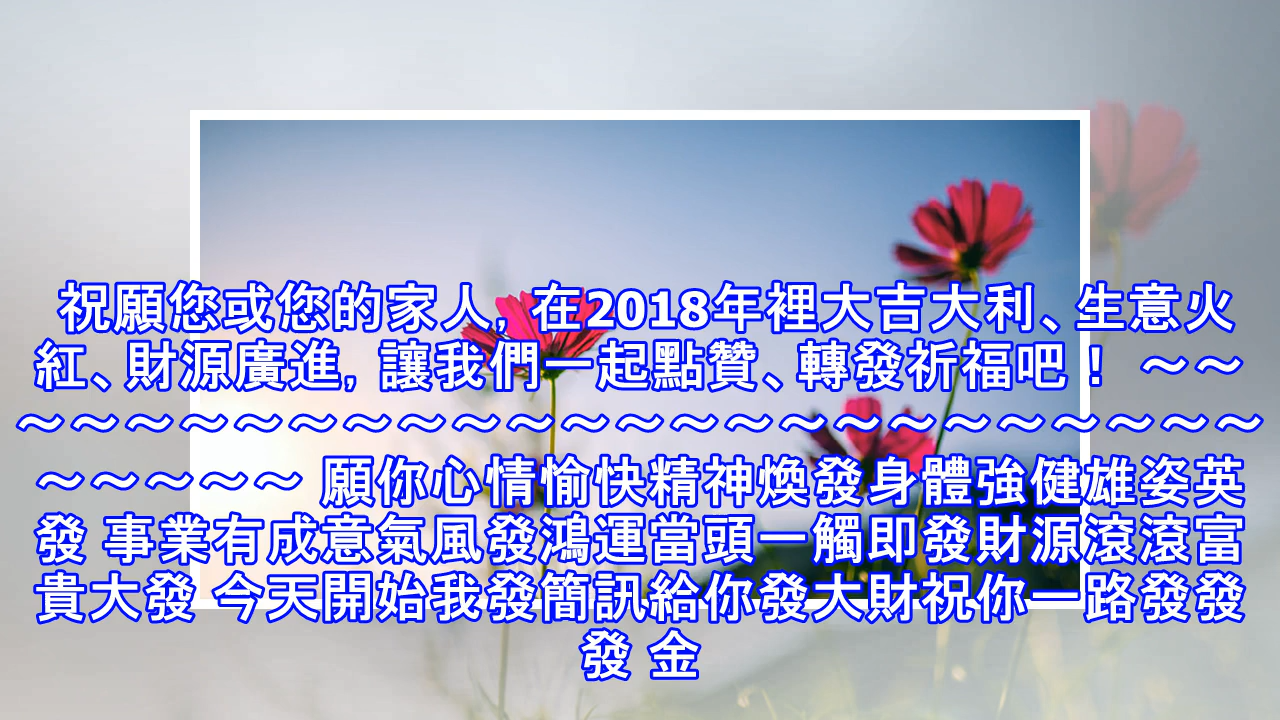 祝願您或您的家人, 在2018年裡大吉大利、生意火
紅、財源廣進, 讓我們一起點贊、轉發祈福吧！ ～～
～～～～～～～～～～～～～～～～～～～～～～～
～～～～～ 願你心情愉快精神煥發身體強健雄姿英
發 事業有成意氣風發鴻運當頭一觸即發財源滾滾富
貴大發 今天開始我發簡訊給你發大財祝你一路發發
發 金